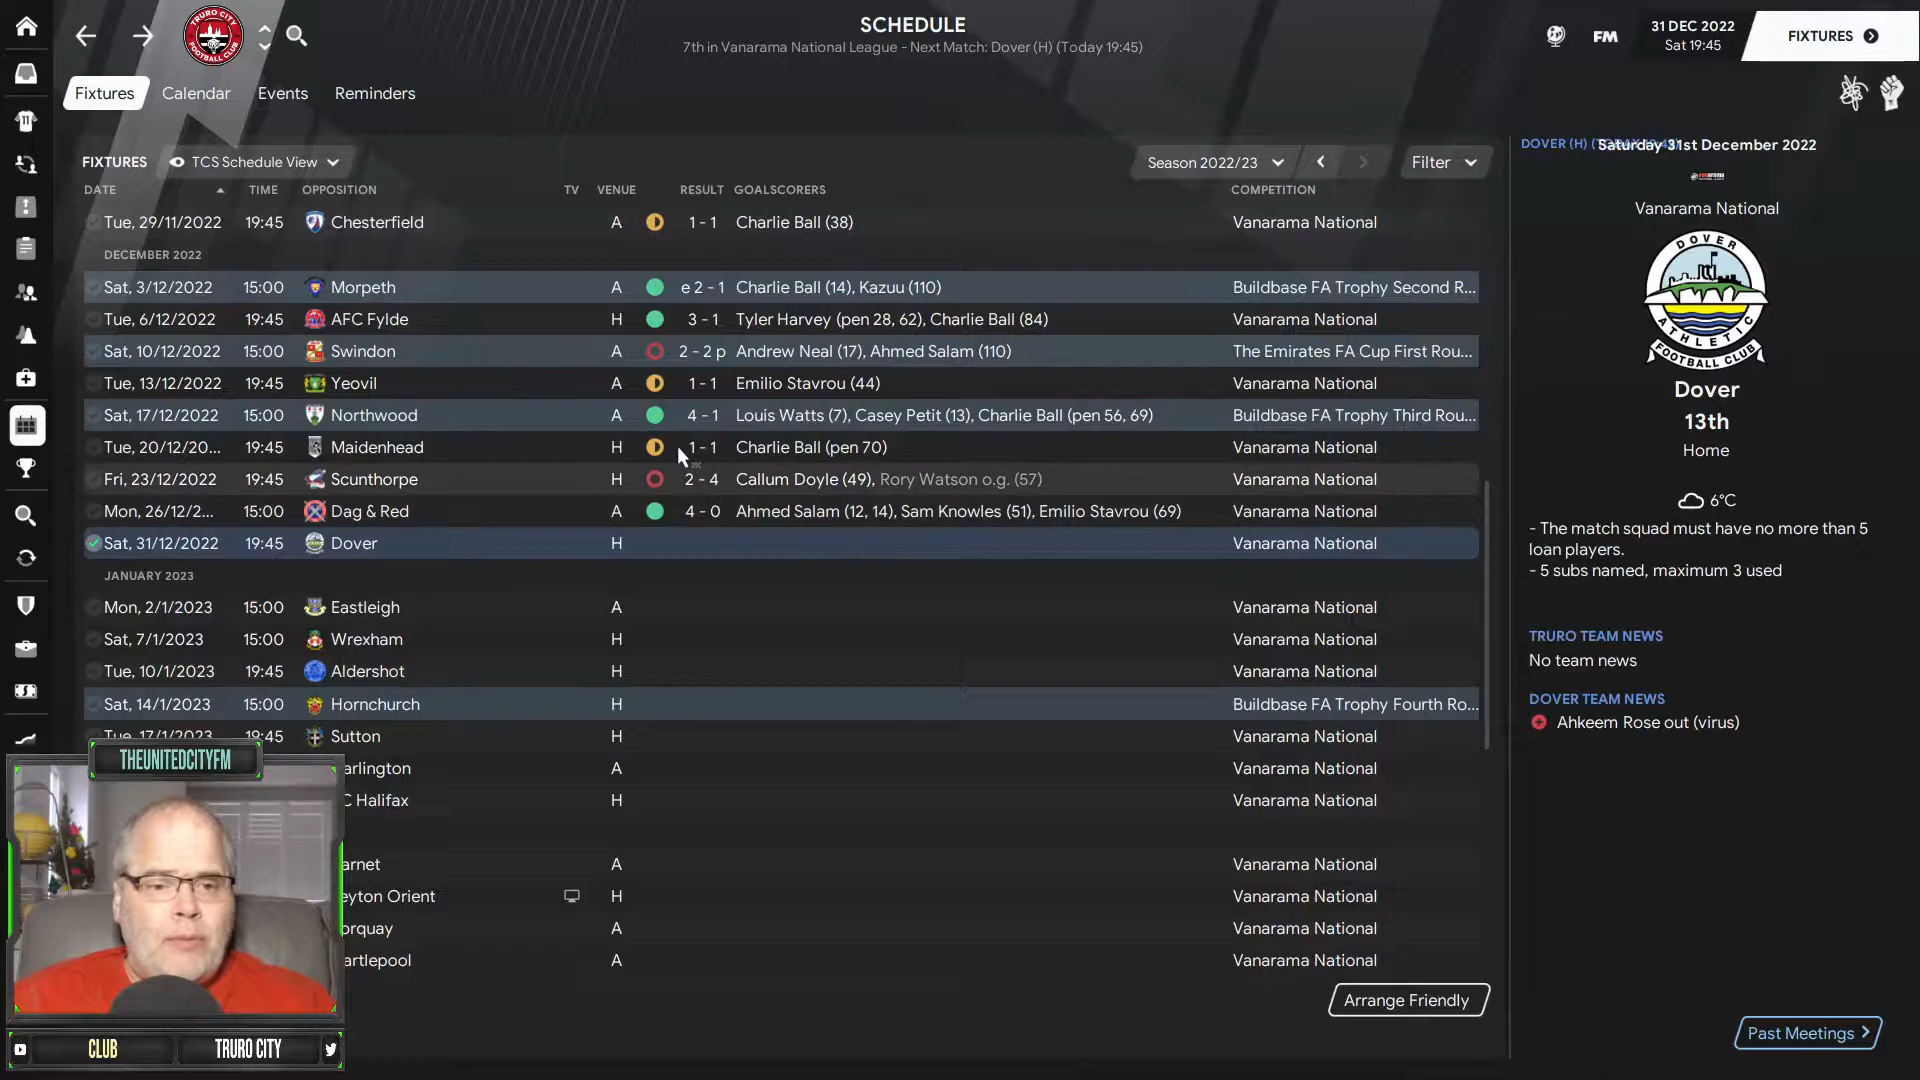 SCHEDULE
7th in Vanarama National League - Next Match: Dover (H) (Today 19:45)
FM
31 DEC 2022
Sat 19:45
FIXTURES
Fixtures Calendar Events Reminders
FIXTURES TCS Schedule View Season 2022/23 Filter
DATE TIME OPPOSITION TV VENUE RESULT GOALSCORERS COMPETITION
Tue, 29/11/2022 19:45 Chesterfield A 1 - 1 Charlie Ball (38) Vanarama National
DECEMBER 2022
Sat, 3/12/2022 15:00 Morpeth A e 2 - 1 Charlie Ball (14), Kazuu (110) Buildbase FA Trophy Second R...
Tue, 6/12/2022 19:45 AFC Fylde H 3 - 1 Tyler Harvey (pen 28, 62), Charlie Ball (84) Vanarama National
Sat, 10/12/2022 15:00 Swindon A 2 - 2 p Andrew Neal (17), Ahmed Salam (110) The Emirates FA Cup First Rou...
Tue, 13/12/2022 19:45 Yeovil A 1 - 1 Emilio Stavrou (44) Vanarama National
Sat, 17/12/2022 15:00 Northwood A 4 - 1 Louis Watts (7), Casey Petit (13), Charlie Ball (pen 56, 69) Buildbase FA Trophy Third Rou...
Tue, 20/12/20... 19:45 Maidenhead H 1 - 1 Charlie Ball (pen 70) Vanarama National
Fri, 23/12/2022 19:45 Scunthorpe H 2 - 4 Callum Doyle (49), Rory Watson o.g. (57) Vanarama National
Mon, 26/12/2... 15:00 Dag & Red A 4 - 0 Ahmed Salam (12, 14), Sam Knowles (51), Emilio Stavrou (69) Vanarama National
Sat, 31/12/2022 19:45 Dover H Vanarama National
JANUARY 2023
Mon, 2/1/2023 15:00 Eastleigh A Vanarama National
Sat, 7/1/2023 15:00 Wrexham H Vanarama National
Tue, 10/1/2023 19:45 Aldershot H Vanarama National
Sat, 14/1/2023 15:00 Hornchurch H Buildbase FA Trophy Fourth Ro...
Tue, 17/1/2023 19:45 Sutton H Vanarama National
arlington A Vanarama National
C Halifax H Vanarama National
arnet A Vanarama National
eyton Orient H Vanarama National
orquay A Vanarama National
artlepool A Vanarama National
Arrange Friendly
DOVER (H)
Saturday 31st December 2022
Vanarama National
DOVER ATHLETIC FOOTBALL CLUB
Dover
13th
Home
6°C
- The match squad must have no more than 5
loan players.
- 5 subs named, maximum 3 used
TRURO TEAM NEWS
No team news
DOVER TEAM NEWS
Ahkeem Rose out (virus)
Past Meetings
THEUNITEDCITYFM
CLUB TRURO CITY
TRURO CITY
FOOTBALL CLUB